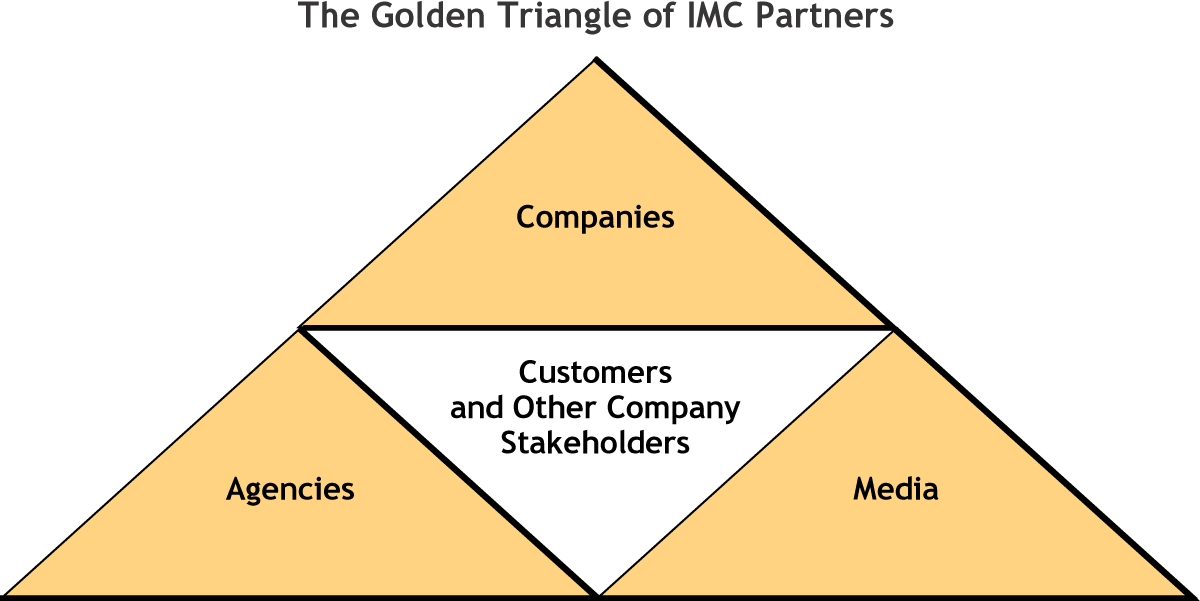 The Golden Triangle of IMC Partners
Companies
Customers
and Other Company
Stakeholders
Agencies
Media